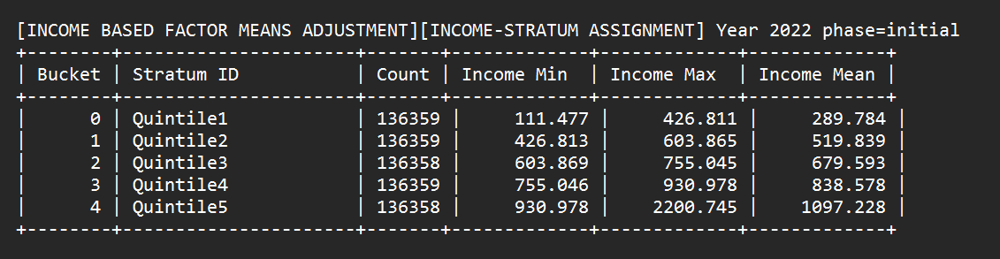 [INCOME BASED FACTOR MEANS ADJUSTMENT][INCOME-STRATUM ASSIGNMENT] Year 2022 phase=initial
+--------+----------------------+-------+-------------+-------------+-------------+
| Bucket | Stratum ID           | Count | Income Min  | Income Max  | Income Mean |
+--------+----------------------+-------+-------------+-------------+-------------+
|      0 | Quintile1            | 136359 |     111.477 |     426.811 |     289.784 |
|      1 | Quintile2            | 136359 |     426.813 |     603.865 |     519.839 |
|      2 | Quintile3            | 136358 |     603.869 |     755.045 |     679.593 |
|      3 | Quintile4            | 136359 |     755.046 |     930.978 |     838.578 |
|      4 | Quintile5            | 136358 |     930.978 |    2200.745 |    1097.228 |
+--------+----------------------+-------+-------------+-------------+-------------+